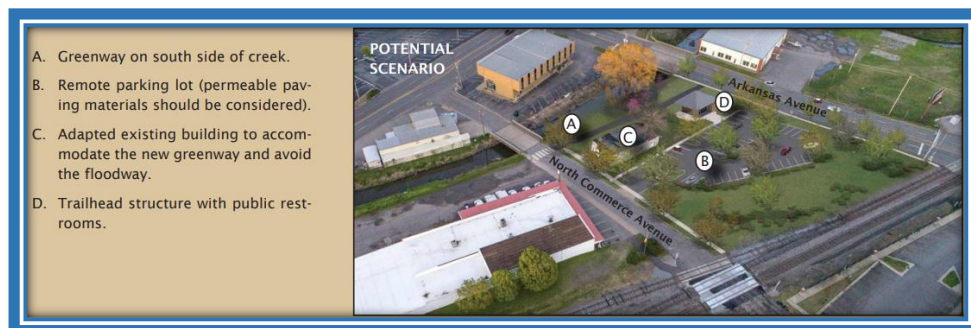 A. Greenway on south side of creek.
B. Remote parking lot (permeable pav-
ing materials should be considered).
C. Adapted existing building to accom-
modate the new greenway and avoid
the floodway.
D. Trailhead structure with public rest-
rooms.
POTENTIAL
SCENARIO
Arkansas Avenue
D
A
C
B
North Commerce Avenue